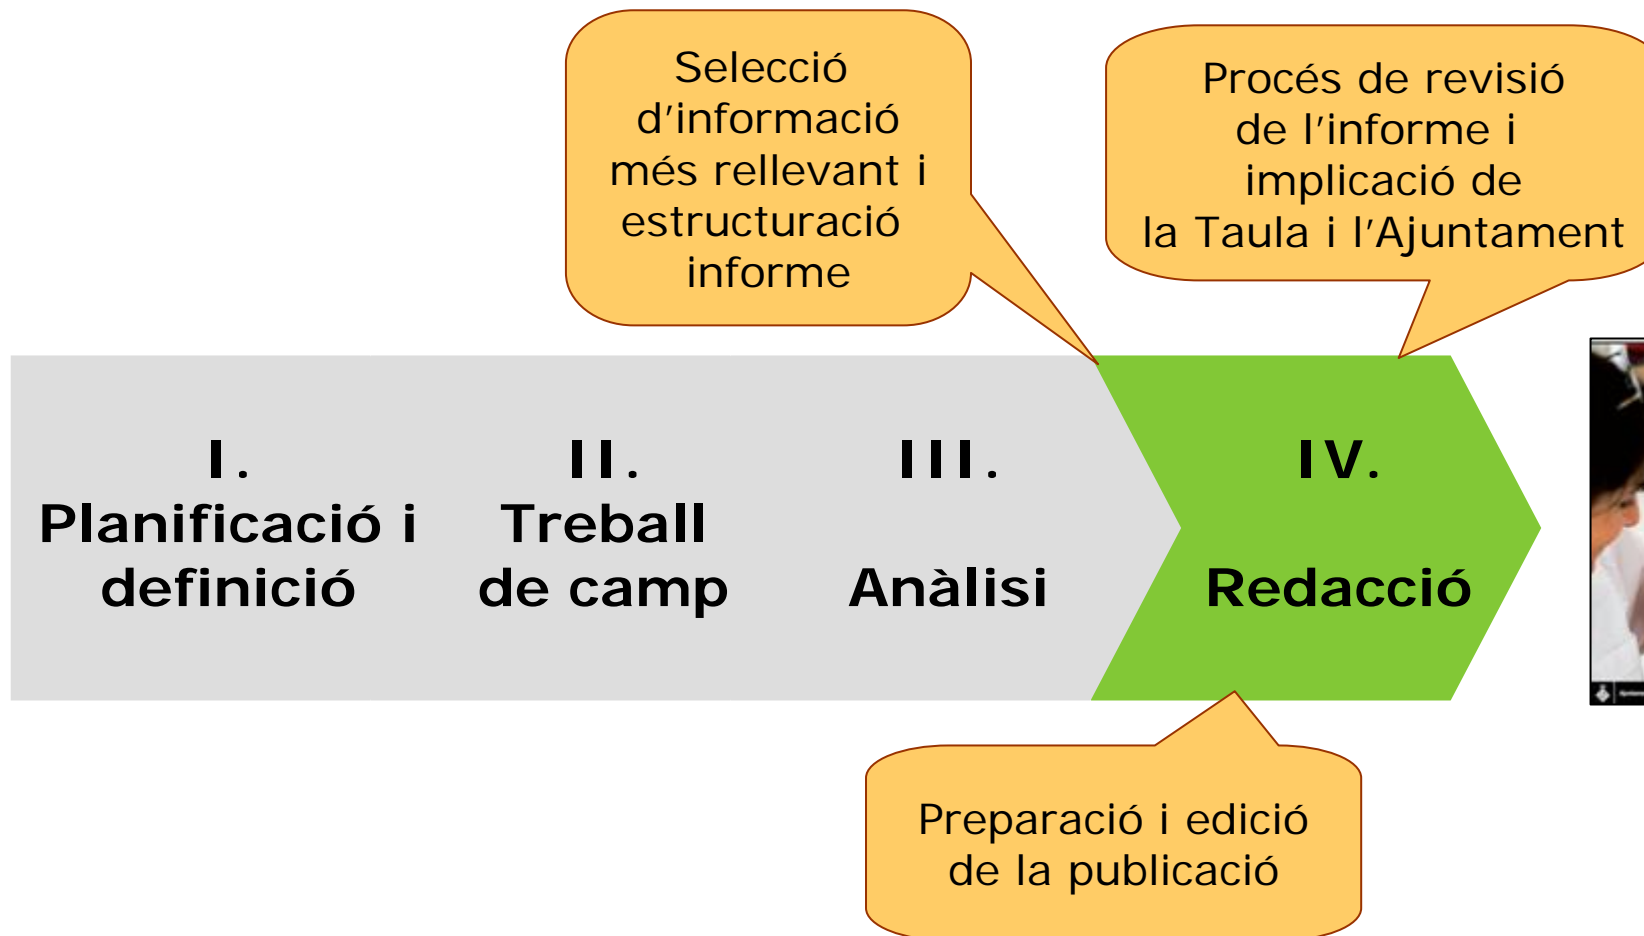 Selecció
d'informació
més rellevant i
estructuració
informe
Procés de revisió
de l'informe i
implicació de
la Taula i l'Ajuntament
I.
Planificació i
definició
II.
Treball
de camp
III.
Anàlisi
IV.
Redacció
Preparació i edició
de la publicació